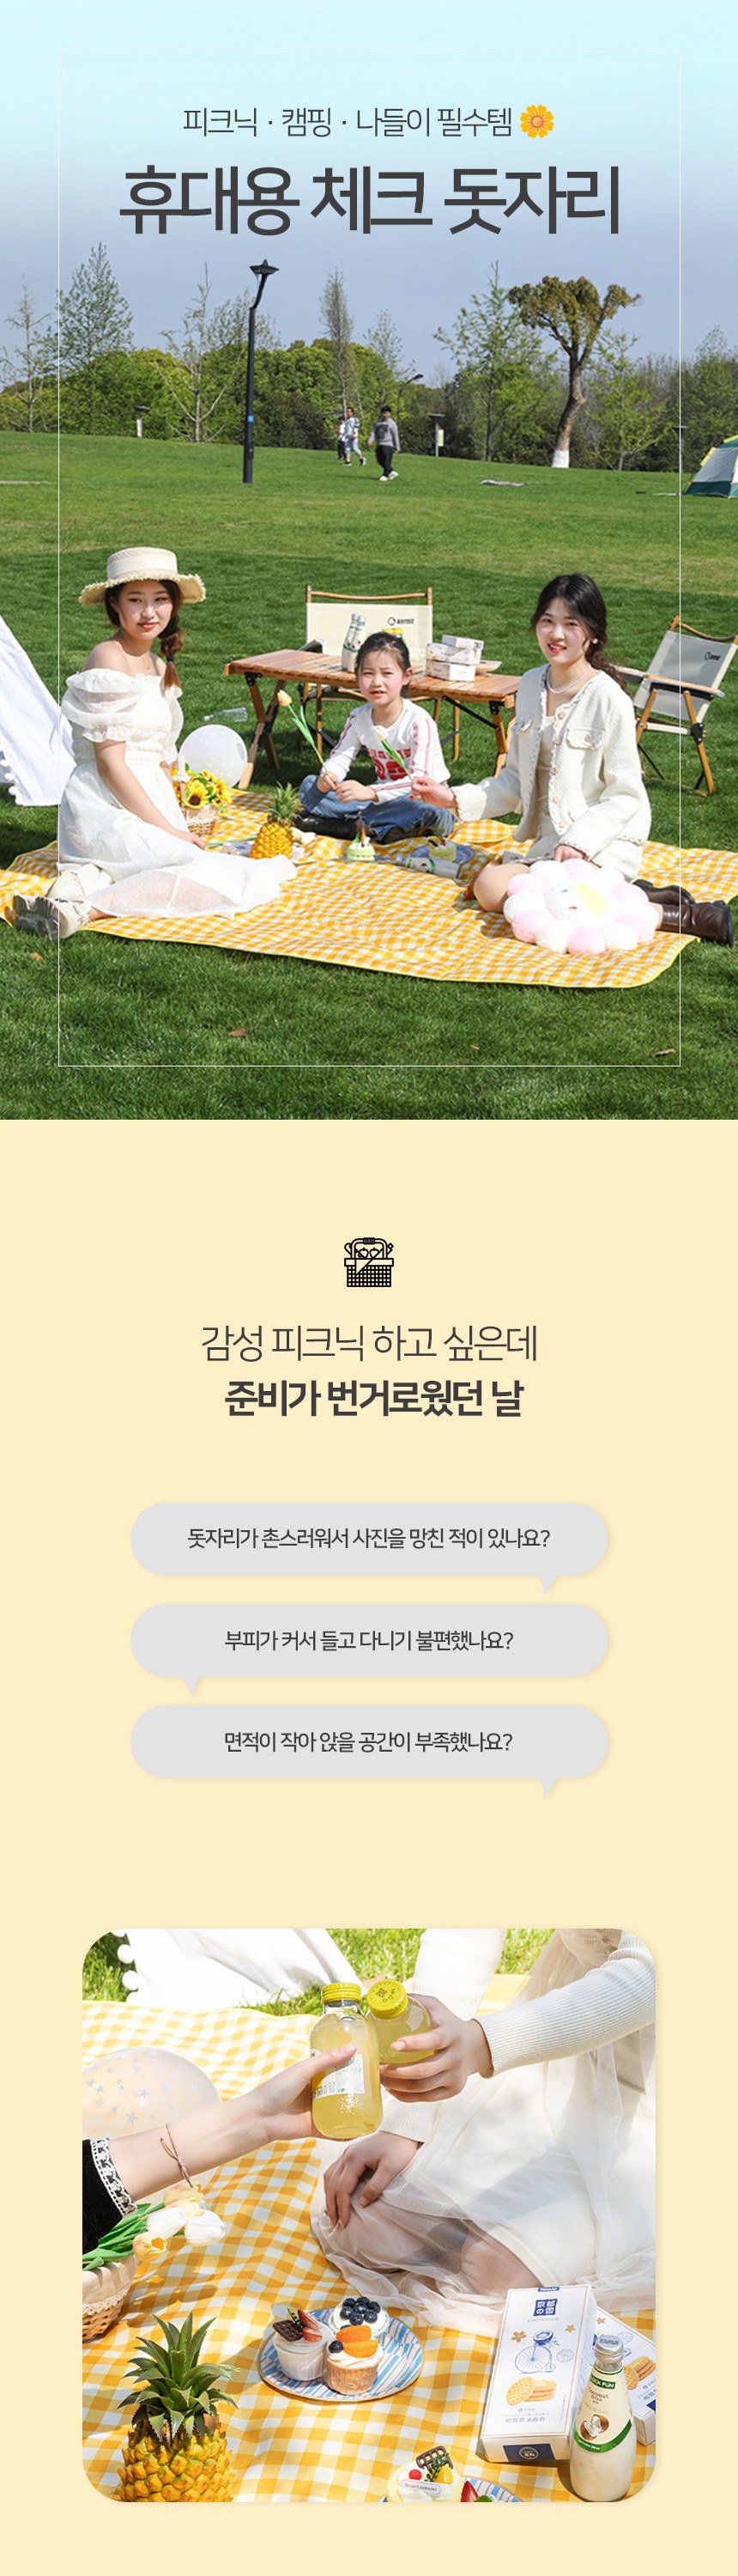 피크닉 · 캠핑 · 나들이 필수템
휴대용 체크 돗자리
감성 피크닉 하고 싶은데
준비가 번거로웠던 날
돗자리가 촌스러워서 사진을 망친 적이 있나요?
부피가 커서 들고 다니기 불편했나요?
면적이 작아 앉을 공간이 부족했나요?
京都
の雪